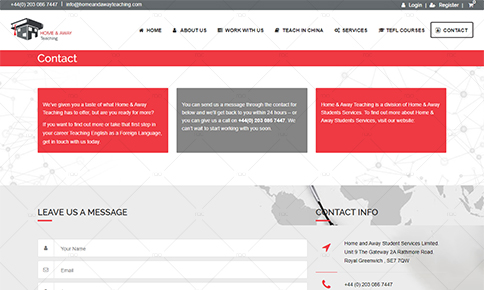 +44(0) 203 086 7447 | info@homeandawayteaching.com
Login | Register |
HOME & AWAY
Teaching
HOME ABOUT US WORK WITH US TEACH IN CHINA SERVICES TEFL COURSES CONTACT
Contact
We've given you a taste of what Home & Away
Teaching has to offer, but are you ready for more?
If you want to find out more or take that first step in
your career Teaching English as a Foreign Language,
get in touch with us today.
You can send us a message through the contact for
below and we'll get back to you within 24 hours – or
you can give us a call on +44(0) 203 086 7447. We
can't wait to start working with you soon.
Home & Away Teaching is a division of Home & Away
Students Services. To find out more about Home &
Away Students Services, visit our website.
LEAVE US A MESSAGE
Your Name
Email
CONTACT INFO
Home and Away Student Services Limited.
Unit 9 The Gateway 2A Rathmore Road
Royal Greenwich , SE7 7QW
+44 (0) 203 086 7447